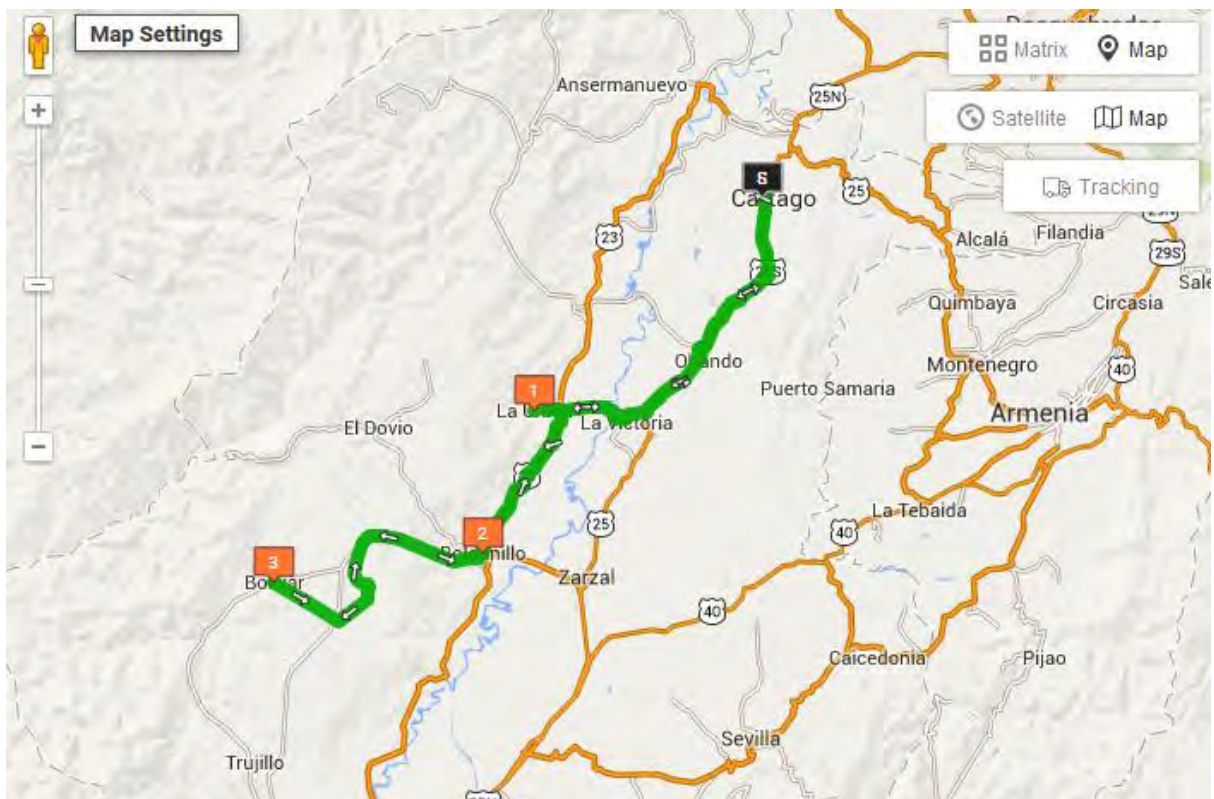 Map Settings
Matrix Map
Satellite Map
Tracking
+
−
Ansermanuevo
25N
23
25
Alcalá
Filandia
29S
Quimbaya
Circasia
Montenegro
40
Puerto Samaria
Armenia
1
La Victoria
El Dovio
La Tebaida
25
40
2
Zarzal
3
40
Caicedonia
Pijao
Sevilla
Trujillo